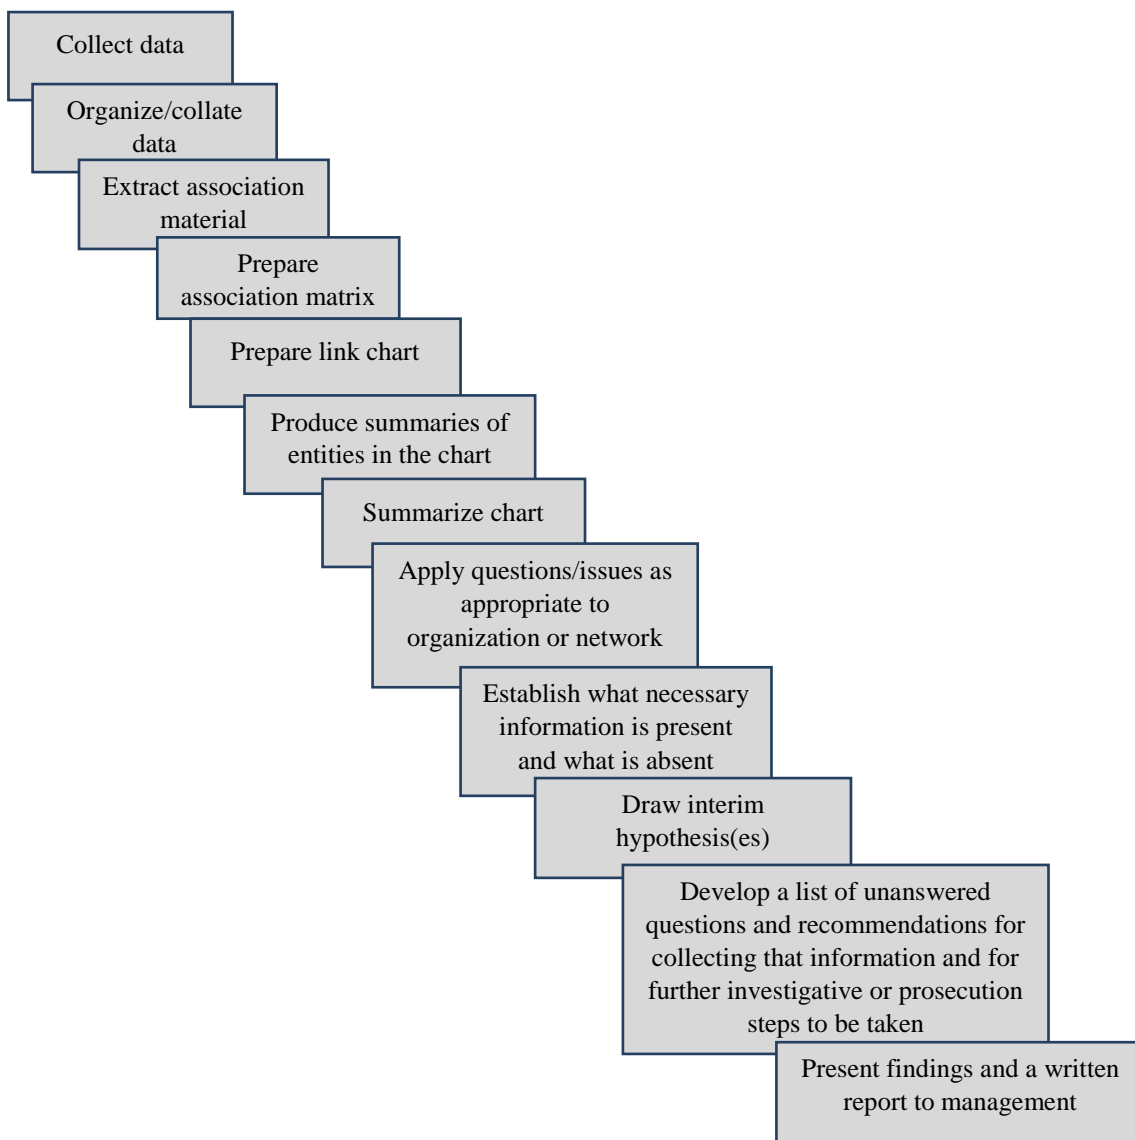 Collect data
Organize/collate
data
Extract association
material
Prepare
association matrix
Prepare link chart
Produce summaries of
entities in the chart
Summarize chart
Apply questions/issues as
appropriate to
organization or network
Establish what necessary
information is present
and what is absent
Draw interim
hypothesis(es)
Develop a list of unanswered
questions and recommendations for
collecting that information and for
further investigative or prosecution
steps to be taken
Present findings and a written
report to management